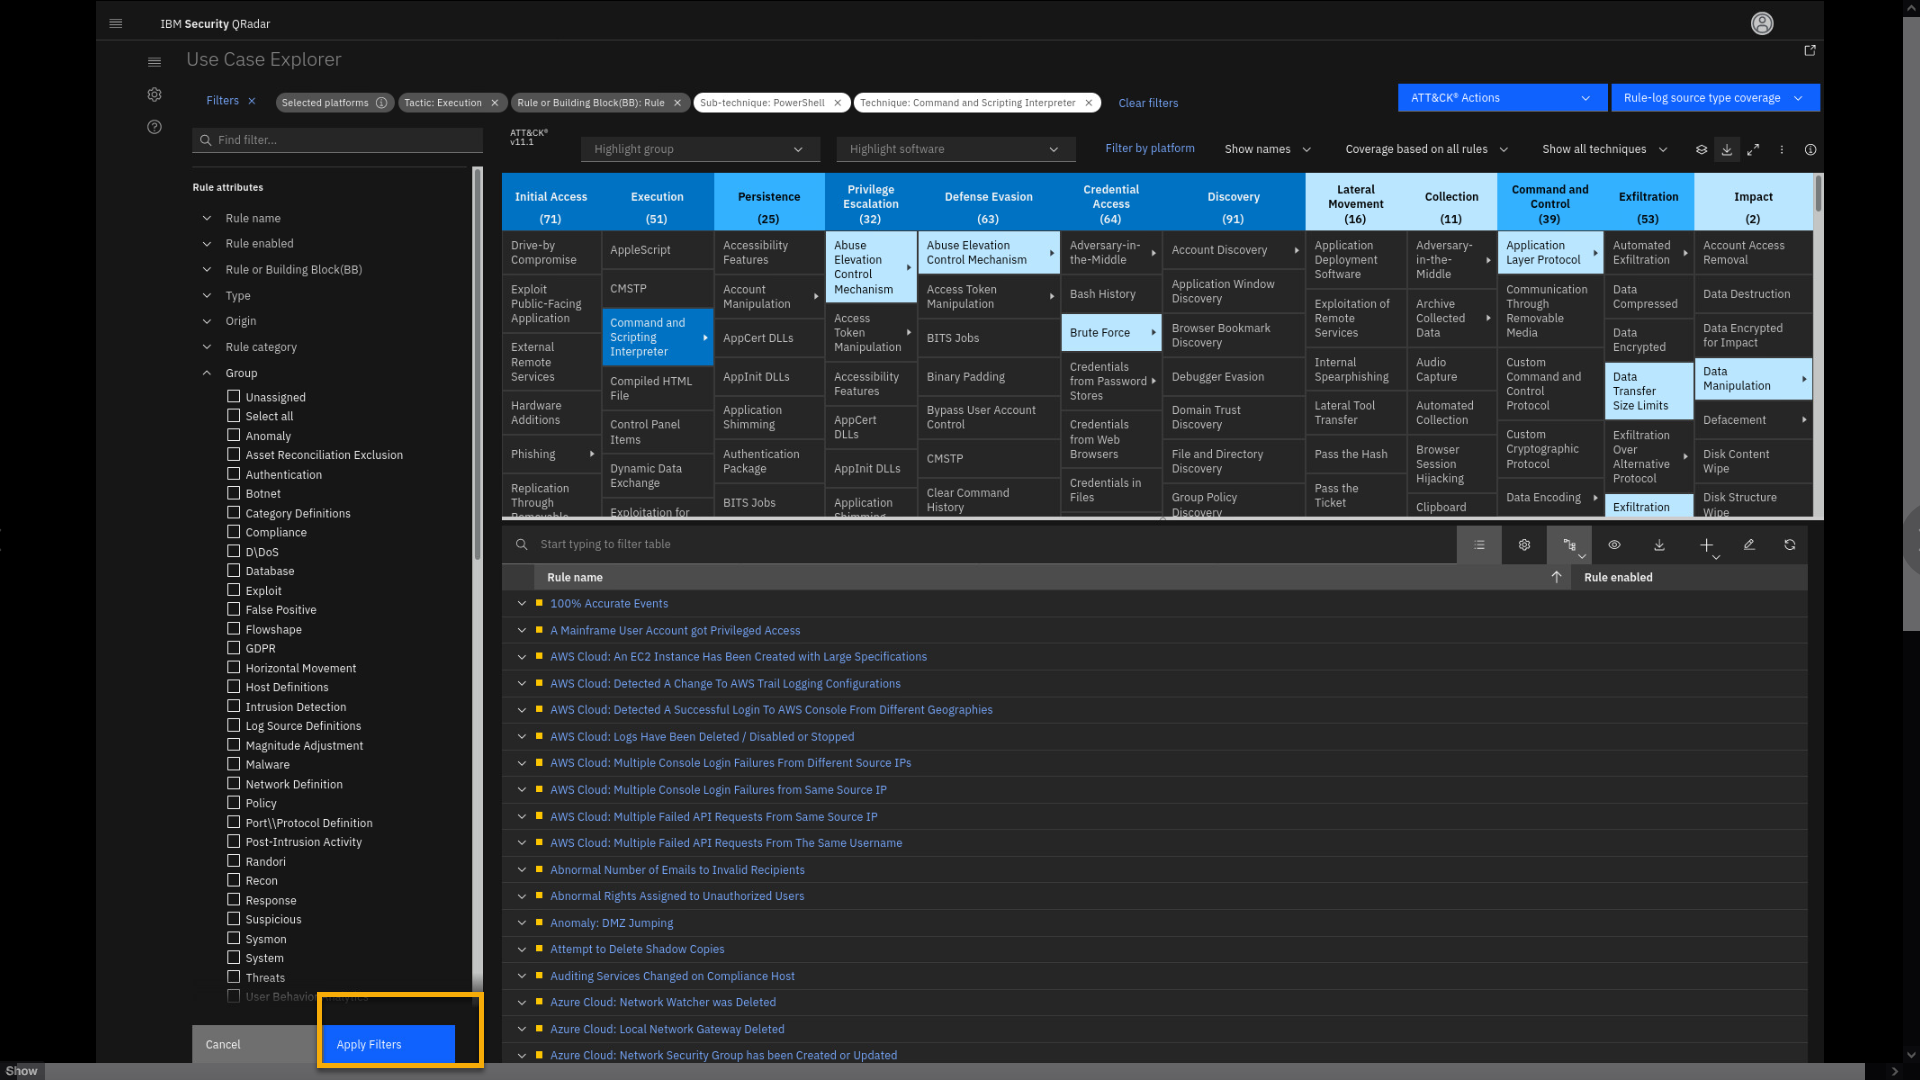 IBM Security QRadar
Use Case Explorer
Filters
Selected platforms
Tactic: Execution
Rule or Building Block(BB): Rule
Sub-technique: PowerShell
Technique: Command and Scripting Interpreter
Clear filters
ATT&CK® Actions
Rule-log source type coverage
Find filter...
ATT&CK®
v11.1
Highlight group
Highlight software
Filter by platform
Show names
Coverage based on all rules
Show all techniques
Rule attributes
Rule name
Rule enabled
Rule or Building Block(BB)
Type
Origin
Rule category
Group
Unassigned
Select all
Anomaly
Asset Reconciliation Exclusion
Authentication
Botnet
Category Definitions
Compliance
D\DoS
Database
Exploit
False Positive
Flowshape
GDPR
Horizontal Movement
Host Definitions
Intrusion Detection
Log Source Definitions
Magnitude Adjustment
Malware
Network Definition
Policy
Port\\Protocol Definition
Post-Intrusion Activity
Randori
Recon
Response
Suspicious
Sysmon
System
Threats
User Behavior Analytics
Cancel
Apply Filters
Initial Access
(71)
Drive-by
Compromise
Exploit
Public-Facing
Application
External
Remote
Services
Hardware
Additions
Phishing
Replication
Through
Removable
Execution
(51)
AppleScript
CMSTP
Command and
Scripting
Interpreter
Compiled HTML
File
Control Panel
Items
Dynamic Data
Exchange
Exploitation for
Persistence
(25)
Accessibility
Features
Account
Manipulation
AppCert DLLs
AppInit DLLs
Application
Shimming
Authentication
Package
BITS Jobs
Privilege
Escalation
(32)
Abuse
Elevation
Control
Mechanism
Access
Token
Manipulation
Accessibility
Features
AppCert
DLLs
AppInit DLLs
Application
Shimming
Defense Evasion
(63)
Abuse Elevation
Control Mechanism
Access Token
Manipulation
BITS Jobs
Binary Padding
Bypass User Account
Control
CMSTP
Clear Command
History
Credential
Access
(64)
Adversary-in-
the-Middle
Bash History
Brute Force
Credentials
from Password
Stores
Credentials
from Web
Browsers
Credentials in
Files
Discovery
(91)
Account Discovery
Application Window
Discovery
Browser Bookmark
Discovery
Debugger Evasion
Domain Trust
Discovery
File and Directory
Discovery
Group Policy
Discovery
Lateral
Movement
(16)
Application
Deployment
Software
Exploitation of
Remote
Services
Internal
Spearphishing
Lateral Tool
Transfer
Pass the Hash
Pass the
Ticket
Collection
(11)
Adversary-
in-the-
Middle
Archive
Collected
Data
Audio
Capture
Automated
Collection
Browser
Session
Hijacking
Clipboard
Command and
Control
(39)
Application
Layer Protocol
Communication
Through
Removable
Media
Custom
Command and
Control
Protocol
Custom
Cryptographic
Protocol
Data Encoding
Exfiltration
(53)
Automated
Exfiltration
Data
Compressed
Data
Encrypted
Data
Transfer
Size Limits
Exfiltration
Over
Alternative
Protocol
Exfiltration
Impact
(2)
Account Access
Removal
Data Destruction
Data Encrypted
for Impact
Data
Manipulation
Defacement
Disk Content
Wipe
Disk Structure
Wipe
Start typing to filter table
Rule name
Rule enabled
100% Accurate Events
A Mainframe User Account got Privileged Access
AWS Cloud: An EC2 Instance Has Been Created with Large Specifications
AWS Cloud: Detected A Change To AWS Trail Logging Configurations
AWS Cloud: Detected A Successful Login To AWS Console From Different Geographies
AWS Cloud: Logs Have Been Deleted / Disabled or Stopped
AWS Cloud: Multiple Console Login Failures From Different Source IPs
AWS Cloud: Multiple Console Login Failures from Same Source IP
AWS Cloud: Multiple Failed API Requests From Same Source IP
AWS Cloud: Multiple Failed API Requests From The Same Username
Abnormal Number of Emails to Invalid Recipients
Abnormal Rights Assigned to Unauthorized Users
Anomaly: DMZ Jumping
Attempt to Delete Shadow Copies
Auditing Services Changed on Compliance Host
Azure Cloud: Network Watcher was Deleted
Azure Cloud: Local Network Gateway Deleted
Azure Cloud: Network Security Group has been Created or Updated
Show